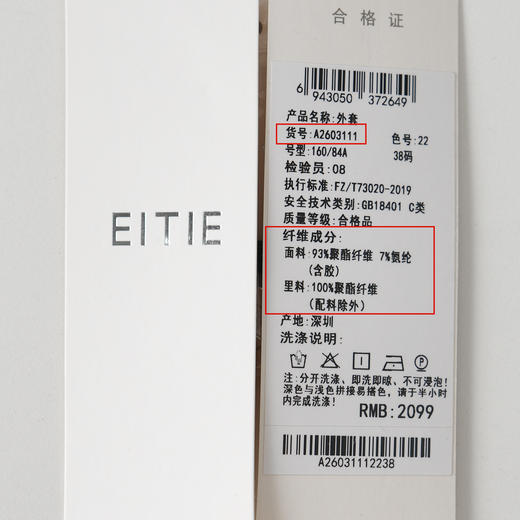 EITIE
合格证
6 943050 372649
产品名称:外套
货号:A2603111 色号:22
号型:160/84A 38码
检验员:08
执行标准:FZ/T73020-2019
安全技术类别:GB18401 C类
质量等级:合格品
纤维成分:
面料:93%聚酯纤维 7%氨纶
(含胶)
里料:100%聚酯纤维
(配料除外)
产地:深圳
洗涤说明:
注:分开洗涤、即洗即晾、不可浸泡!
深色与浅色拼接易搭色,请于半小时
内完成洗涤!
RMB:2099
A26031112238